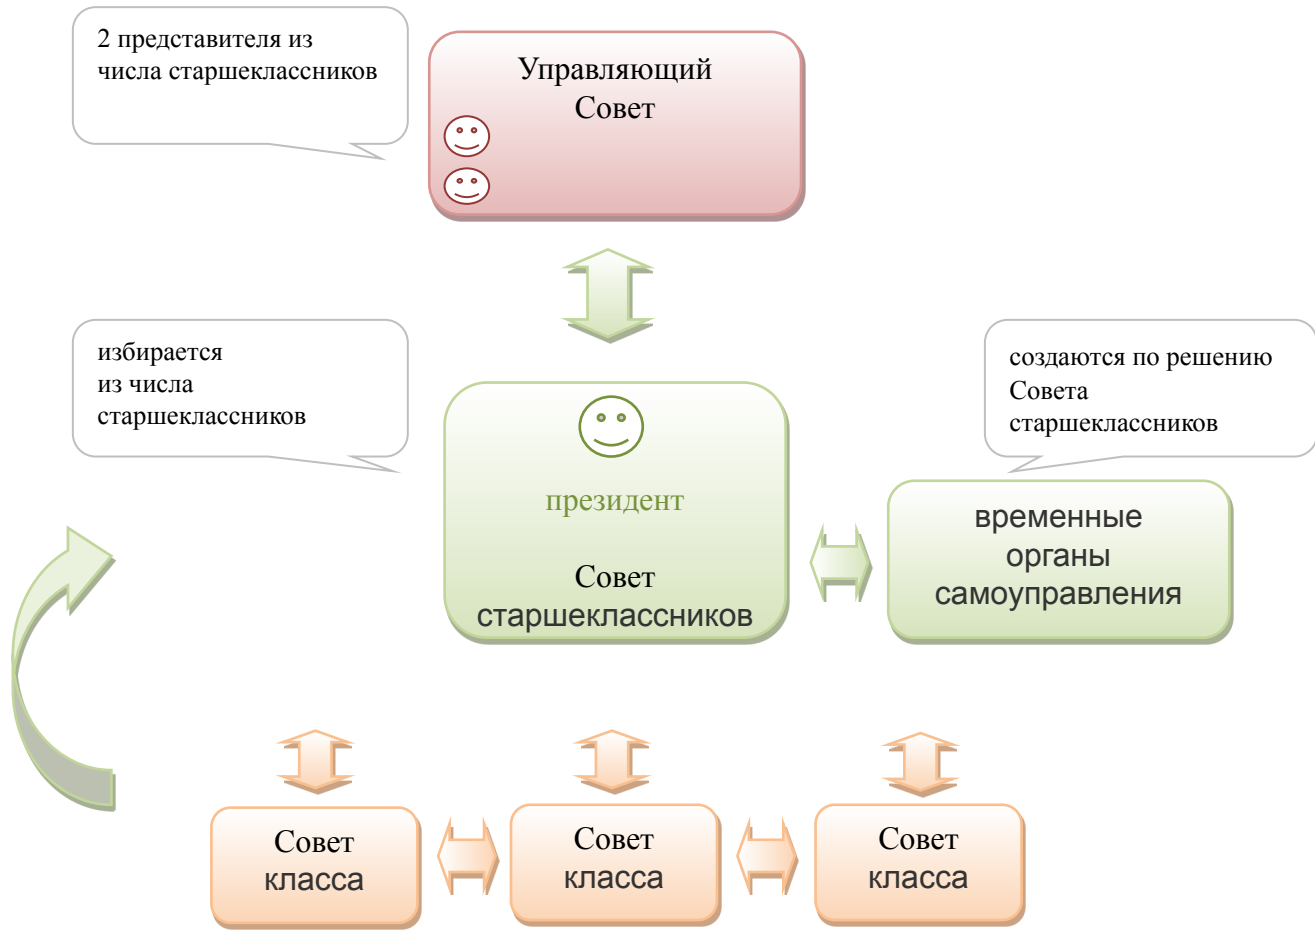 2 представителя из
числа старшеклассников
Управляющий
Совет
избирается
из числа
старшеклассников
президент
Совет
старшеклассников
создаются по решению
Совета
старшеклассников
временные
органы
самоуправления
Совет
класса
Совет
класса
Совет
класса